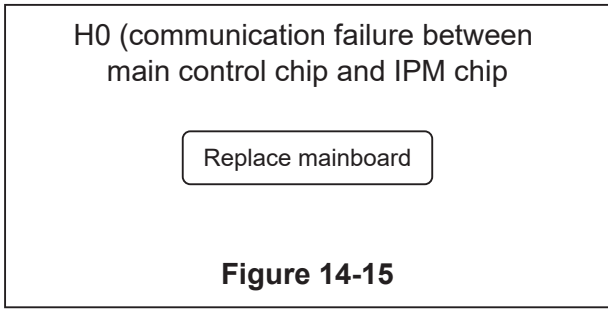 H0 (communication failure between
main control chip and IPM chip
Replace mainboard
Figure 14-15